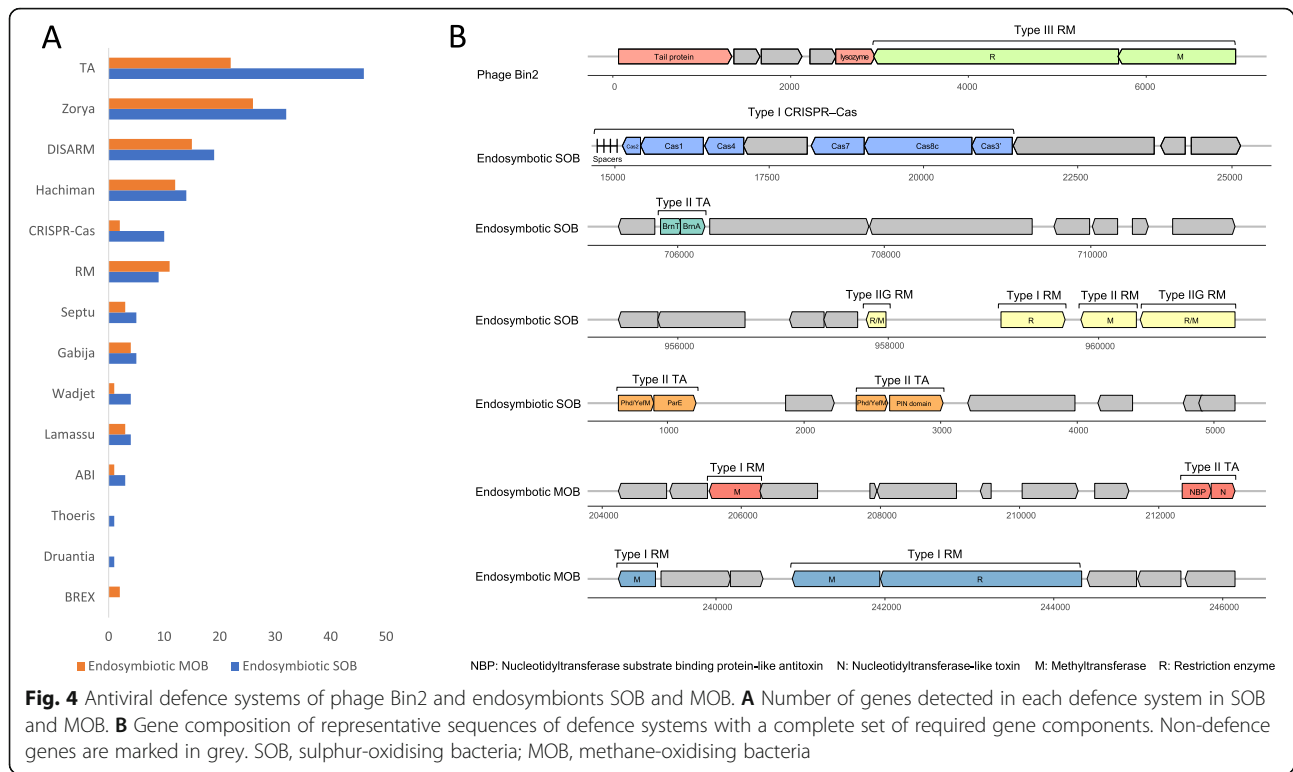 A
TA
Zorya
DISARM
Hachiman
CRISPR-Cas
RM
Septu
Gabija
Wadjet
Lamassu
ABI
Thoeris
Druantia
BREX
0 10 20 30 40 50
Endosymbiotic MOB Endosymbiotic SOB
B
Type III RM
Phage Bin2
Tail protein lysozyme R M
0 2000 4000 6000
Type I CRISPR–Cas
Endosymbotic SOB
Cas2 Cas1 Cas4 Cas7 Cas8c Cas3'
Spacers
15000 17500 20000 22500 25000
Type II TA
Endosymbotic SOB
BrnT BrnA
706000 708000 710000
Type IIG RM Type I RM Type II RM Type IIG RM
Endosymbotic SOB
R/M R M R/M
956000 958000 960000
Type II TA Type II TA
Endosymbiotic SOB
Phd/YefM ParE Phd/YefM PIN domain
1000 2000 3000 4000 5000
Type I RM Type II TA
Endosymbotic MOB
M NBP N
204000 206000 208000 210000 212000
Type I RM Type I RM
Endosymbotic MOB
M M R
240000 242000 244000 246000
NBP: Nucleotidyltransferase substrate binding protein-like antitoxin N: Nucleotidyltransferase-like toxin M: Methyltransferase R: Restriction enzyme
Fig. 4 Antiviral defence systems of phage Bin2 and endosymbionts SOB and MOB. A Number of genes detected in each defence system in SOB
and MOB. B Gene composition of representative sequences of defence systems with a complete set of required gene components. Non-defence
genes are marked in grey. SOB, sulphur-oxidising bacteria; MOB, methane-oxidising bacteria